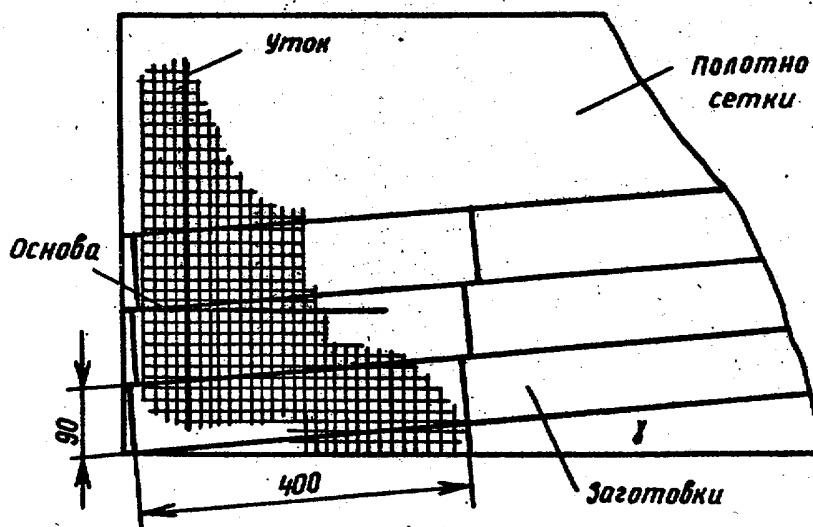 Уток
Полотно
сетки
Основа
90
400
γ
Заготовки